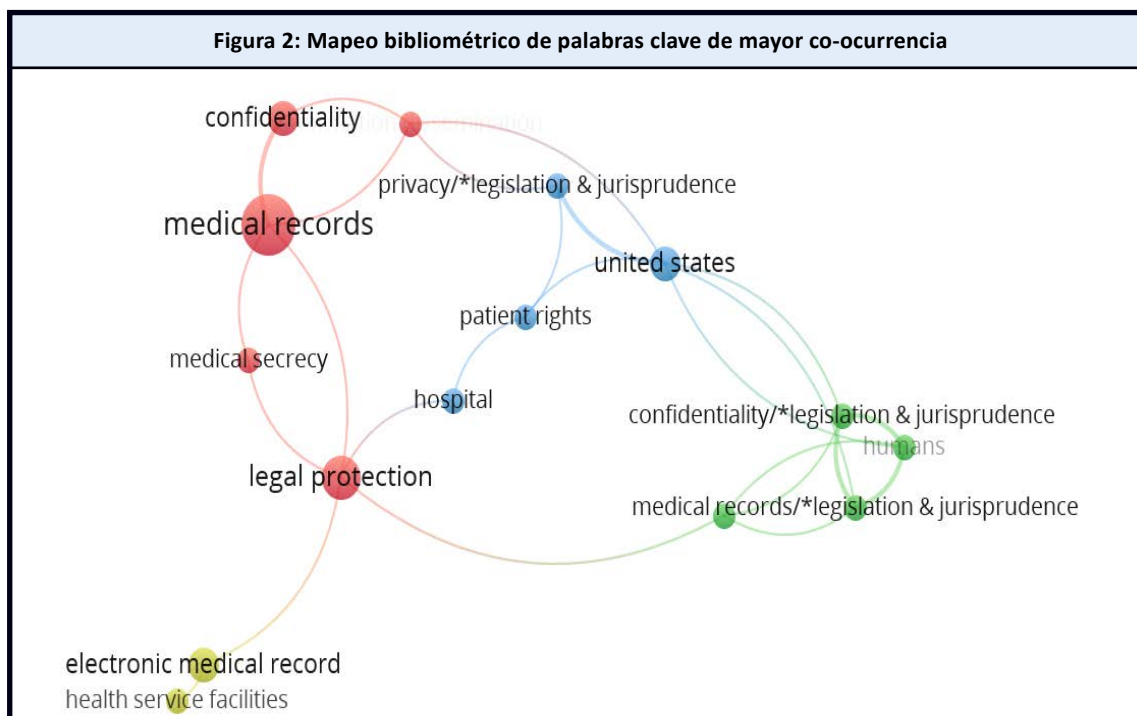 Figura 2: Mapeo bibliométrico de palabras clave de mayor co-ocurrencia
confidentiality
privacy/*legislation & jurisprudence
medical records
united states
patient rights
medical secrecy
hospital
confidentiality/*legislation & jurisprudence
humans
legal protection
medical records/*legislation & jurisprudence
electronic medical record
health service facilities